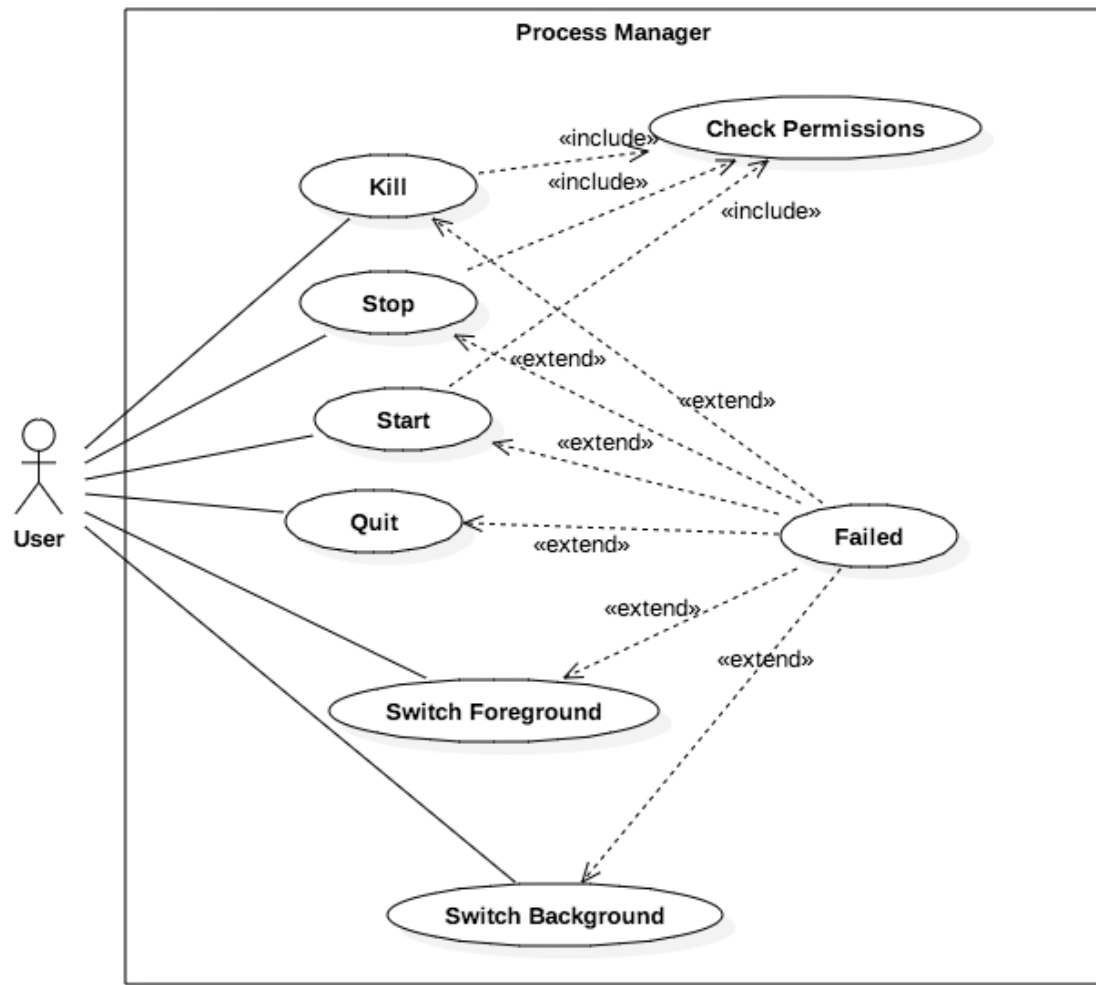 Process Manager
Check Permissions
«include»
Kill
«include»
«include»
Stop
«extend»
«extend»
Start
«extend»
Quit
User
«extend»
Failed
«extend»
«extend»
Switch Foreground
Switch Background